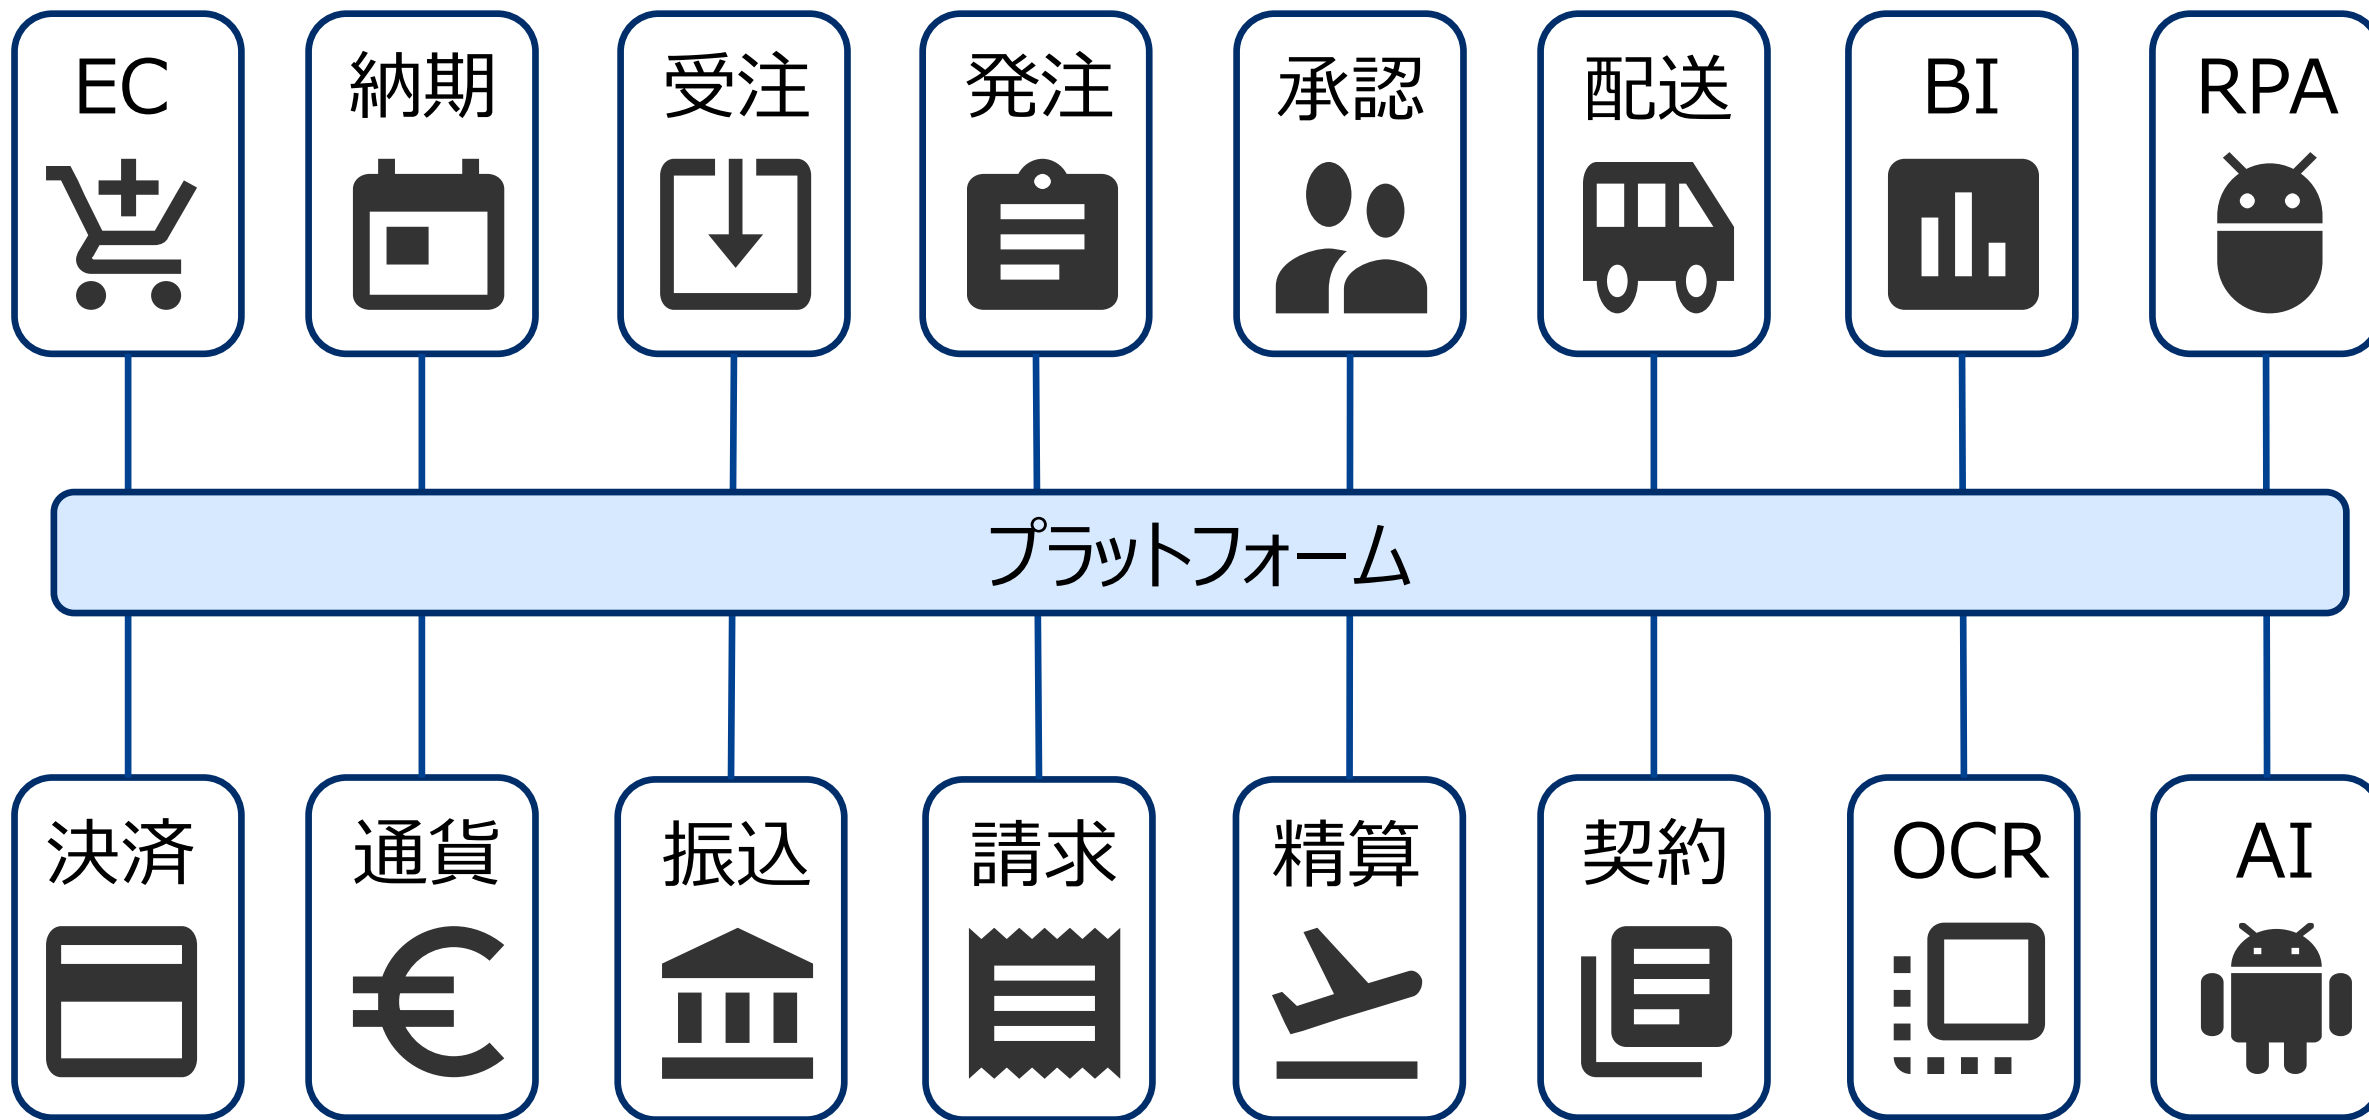 EC
納期
受注
発注
承認
配送
BI
RPA
プラットフォーム
決済
通貨
振込
請求
精算
契約
OCR
AI